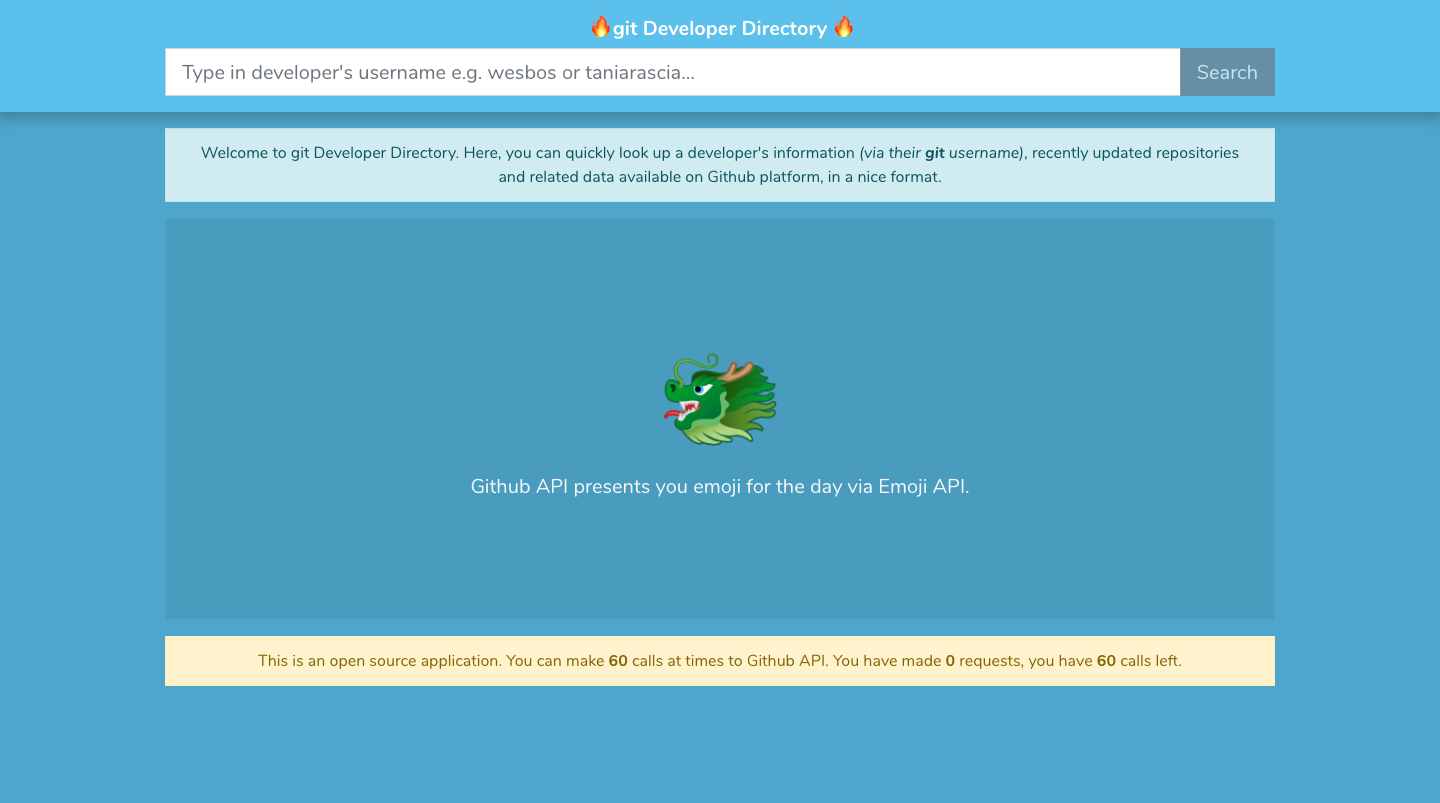 🔥git Developer Directory 🔥
Type in developer's username e.g. wesbos or taniarascia...
Search
Welcome to git Developer Directory. Here, you can quickly look up a developer's information (via their git username), recently updated repositories
and related data available on Github platform, in a nice format.
Github API presents you emoji for the day via Emoji API.
This is an open source application. You can make 60 calls at times to Github API. You have made 0 requests, you have 60 calls left.